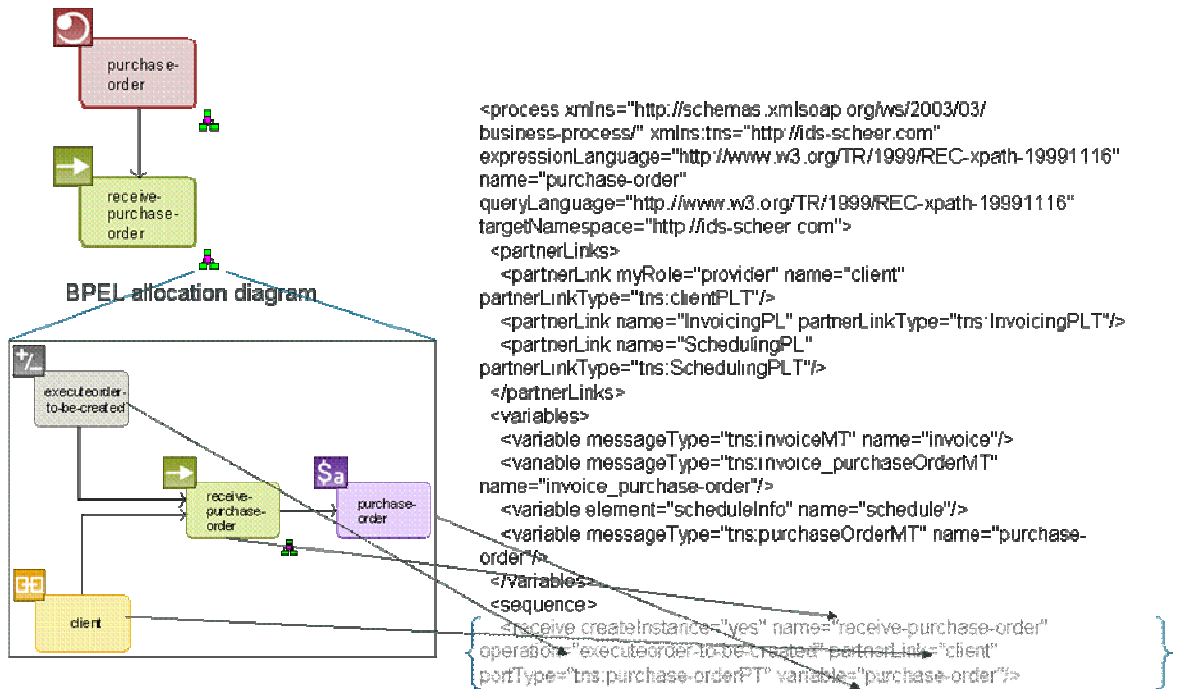 purchase-
order
receive-
purchase-
order
BPEL allocation diagram
+/_
executeorder-
to-be-created
receive-
purchase-
order
$a
purchase-
order
client
<process xmlns="http://schemas.xmlsoap.org/ws/2003/03/
business-process/" xmlns:tns="http://ids-scheer.com"
expressionLanguage="http://www.w3.org/TR/1999/REC-xpath-19991116"
name="purchase-order"
queryLanguage="http://www.w3.org/TR/1999/REC-xpath-19991116"
targetNamespace="http://ids-scheer.com">
<partnerLinks>
<partnerLink myRole="provider" name="client"
partnerLinkType="tns:clientPLT"/>
<partnerLink name="InvoicingPL" partnerLinkType="tns:InvoicingPLT"/>
<partnerLink name="SchedulingPL"
partnerLinkType="tns:SchedulingPLT"/>
</partnerLinks>
<variables>
<variable messageType="tns:invoiceMT" name="invoice"/>
<variable messageType="tns:invoice_purchaseOrderMT"
name="invoice_purchase-order"/>
<variable element="scheduleInfo" name="schedule"/>
<variable messageType="tns:purchaseOrderMT" name="purchase-
order"/>
</variables>
<sequence>
<receive createInstance="yes" name="receive-purchase-order"
operation="executeorder-to-be-created" partnerLink="client"
portType="tns:purchase-orderPT" variable="purchase-order"/>